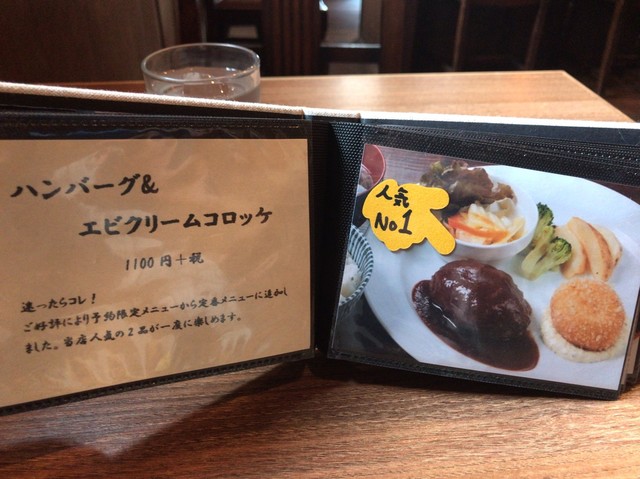 ハンバーグ&
エビクリームコロッケ
1100円+税
迷ったらコレ!
ご好評により予約限定メニューから定番メニューに活かし
ました。当店人気の2品が一度に楽しめます。
人気
No1